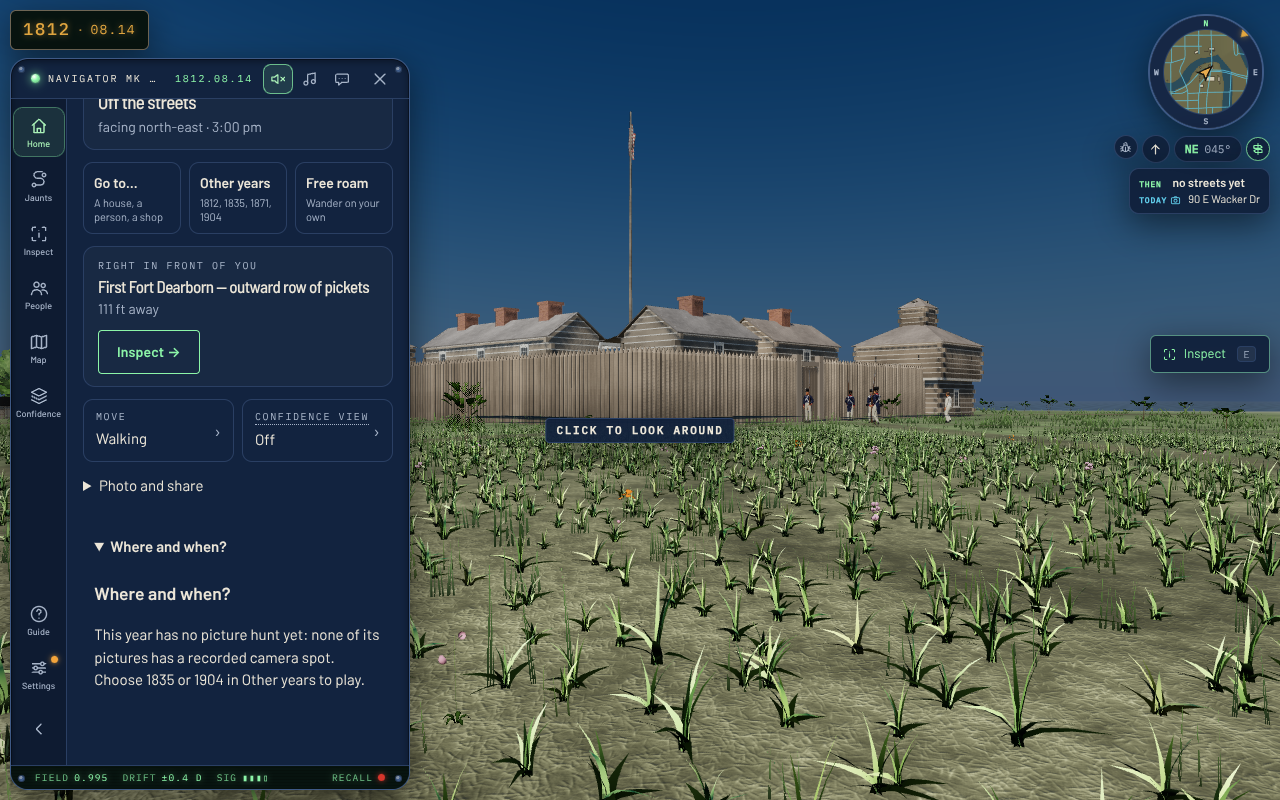 1812 · 08.14
NAVIGATOR MK …
1812.08.14
Home
Jaunts
Inspect
People
Map
Confidence
Guide
Settings
Off the streets
facing north-east · 3:00 pm
Go to…
A house, a
person, a shop
Other years
1812, 1835, 1871,
1904
Free roam
Wander on your
own
RIGHT IN FRONT OF YOU
First Fort Dearborn — outward row of pickets
111 ft away
Inspect →
MOVE
Walking
CONFIDENCE VIEW
Off
Photo and share
Where and when?
Where and when?
This year has no picture hunt yet: none of its
pictures has a recorded camera spot.
Choose 1835 or 1904 in Other years to play.
FIELD 0.995 DRIFT ±0.4 D SIG
RECALL
CLICK TO LOOK AROUND
N
W
E
S
NE 045°
THEN no streets yet
TODAY 90 E Wacker Dr
Inspect E